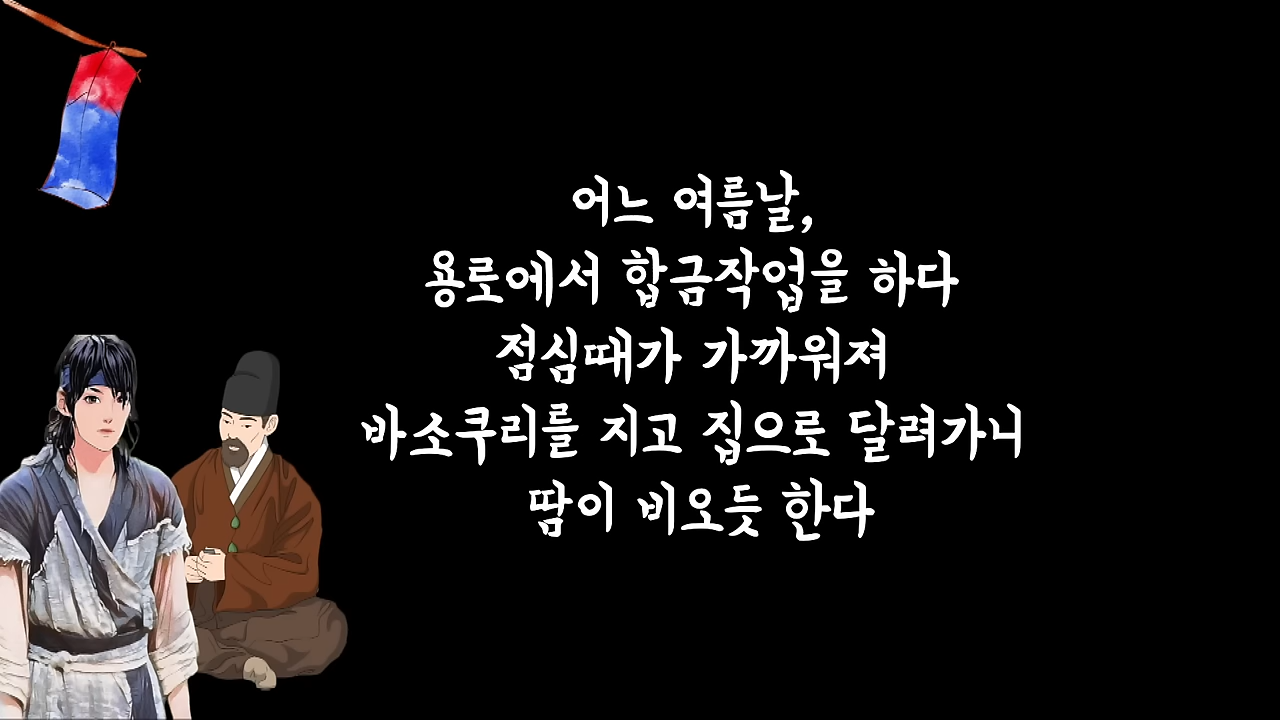 어느 여름날,
용로에서 합금작업을 하다
점심때가 가까워져
바소쿠리를 지고 집으로 달려가니
땀이 비오듯 한다